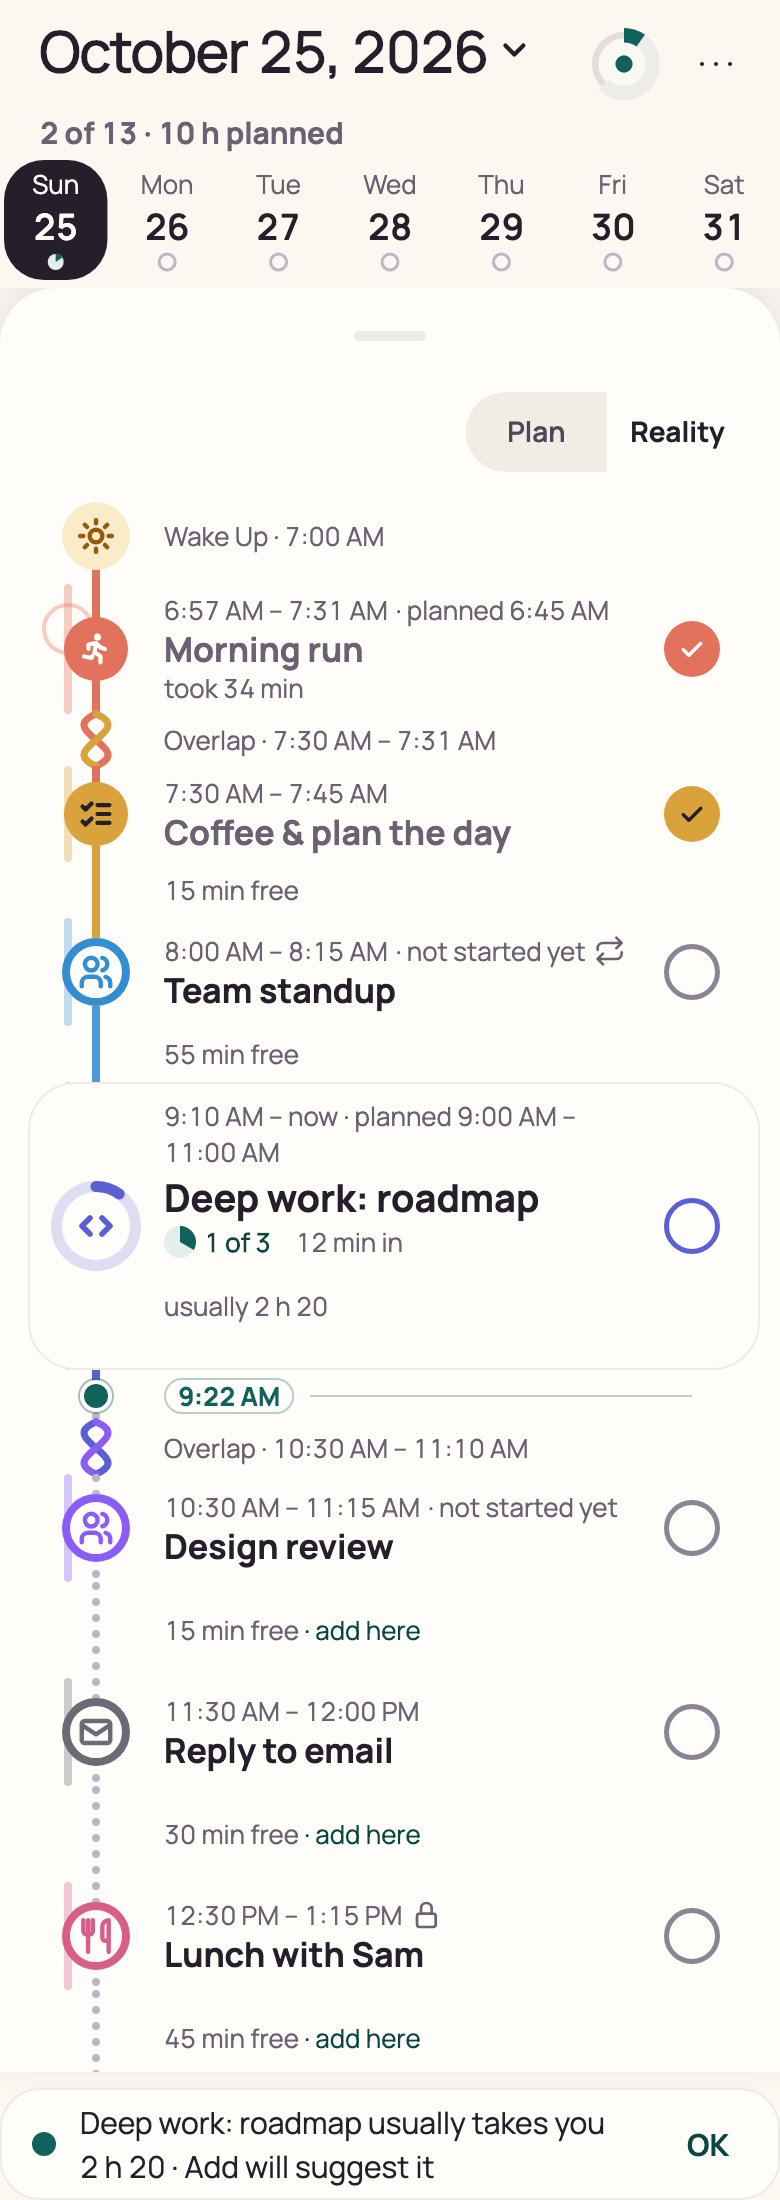 October 25, 2026
...
2 of 13 · 10 h planned
Sun Mon Tue Wed Thu Fri Sat
25 26 27 28 29 30 31
Plan Reality
Wake Up · 7:00 AM
6:57 AM – 7:31 AM · planned 6:45 AM
Morning run
took 34 min
Overlap · 7:30 AM – 7:31 AM
7:30 AM – 7:45 AM
Coffee & plan the day
15 min free
8:00 AM – 8:15 AM · not started yet
Team standup
55 min free
9:10 AM – now · planned 9:00 AM –
11:00 AM
Deep work: roadmap
1 of 3 12 min in
usually 2 h 20
9:22 AM
Overlap · 10:30 AM – 11:10 AM
10:30 AM – 11:15 AM · not started yet
Design review
15 min free · add here
11:30 AM – 12:00 PM
Reply to email
30 min free · add here
12:30 PM – 1:15 PM
Lunch with Sam
45 min free · add here
Deep work: roadmap usually takes you
2 h 20 · Add will suggest it
OK